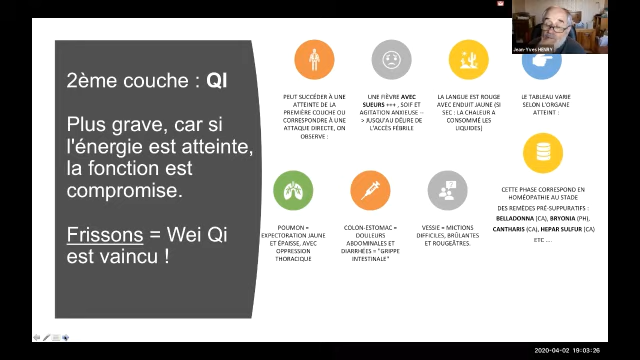 2ème couche : QI
Plus grave, car si
l'énergie est atteinte,
la fonction est
compromise.
Frissons = Wei Qi
est vaincu !
PEUT SUCCÉDER À UNE
ATTEINTE DE LA
PREMIÈRE COUCHE OU
CORRESPONDRE À UNE
ATTAQUE DIRECTE, ON
OBSERVE :
UNE FIÈVRE AVEC
SUEURS +++ , SOIF ET
AGITATION ANXIEUSE --
> JUSQU'AU DÉLIRE DE
L'ACCÈS FÉBRILE
LA LANGUE EST ROUGE
AVEC ENDUIT JAUNE (SI
SEC : LA CHALEUR A
CONSOMMÉ LES
LIQUIDES)
LE TABLEAU VARIE
SELON L'ORGANE
ATTEINT :
POUMON =
EXPECTORATION JAUNE
ET ÉPAISSE, AVEC
OPPRESSION
THORACIQUE
COLON-ESTOMAC =
DOULEURS
ABDOMINALES ET
DIARRHÉES = "GRIPPE
INTESTINALE"
VESSIE = MICTIONS
DIFFICILES, BRÛLANTES
ET ROUGEÂTRES.
CETTE PHASE CORRESPOND EN
HOMÉOPATHIE AU STADE
DES REMÈDES PRÉ-SUPPURATIFS :
BELLADONNA (CA), BRYONIA (PH),
CANTHARIS (CA), HEPAR SULFUR (CA)
ETC ...
Jean-Yves HENRY
2020-04-02 19:03:26